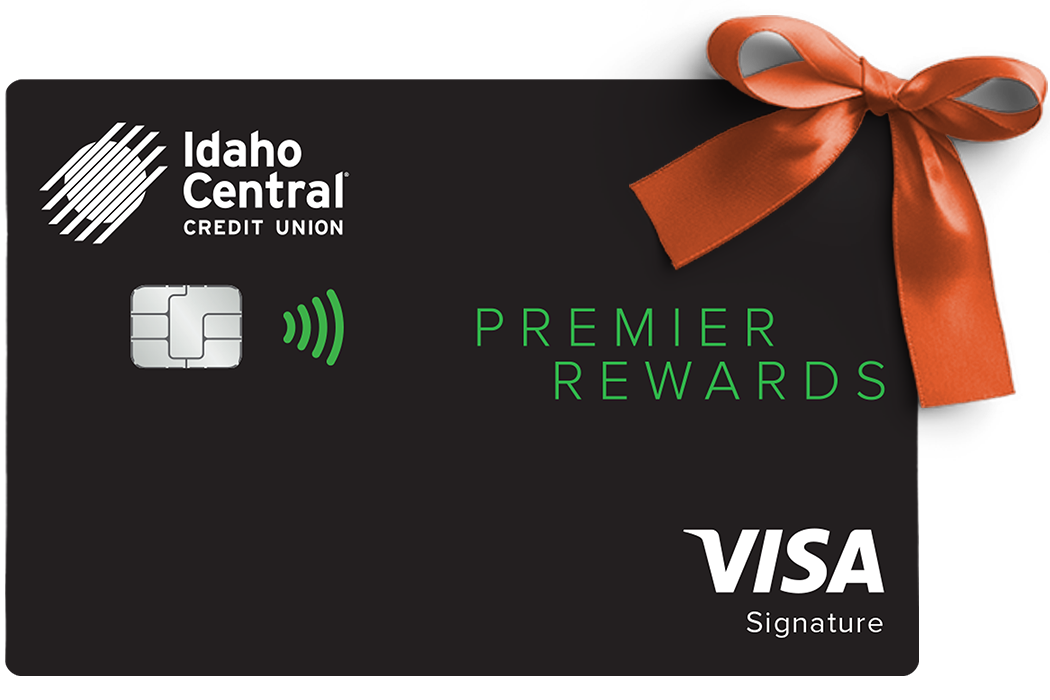 Idaho
Central
CREDIT UNION
PREMIER
REWARDS
VISA
Signature